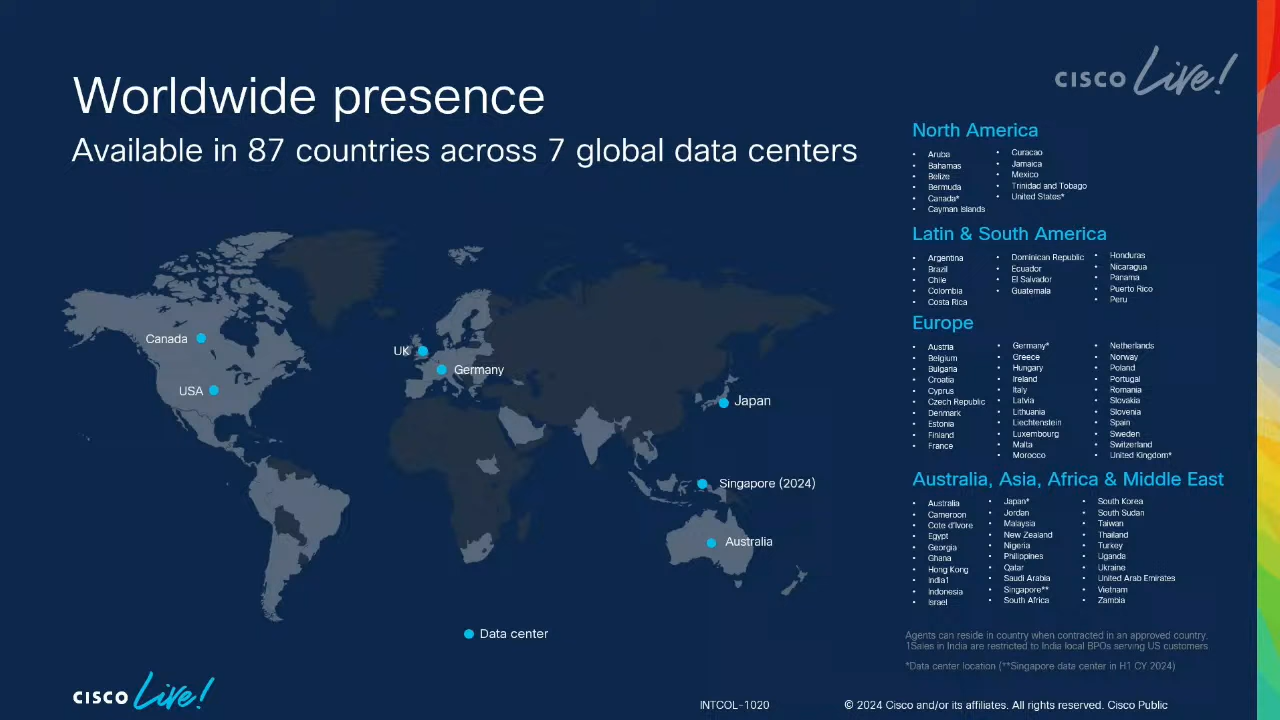 CISCO Live!
Worldwide presence
Available in 87 countries across 7 global data centers
Canada
USA
UK
Germany
Japan
Singapore (2024)
Australia
Data center
North America
• Aruba
• Bahamas
• Belize
• Bermuda
• Canada*
• Cayman Islands
• Curacao
• Jamaica
• Mexico
• Trinidad and Tobago
• United States*
Latin & South America
• Argentina
• Brazil
• Chile
• Colombia
• Costa Rica
• Dominican Republic
• Ecuador
• El Salvador
• Guatemala
• Honduras
• Nicaragua
• Panama
• Puerto Rico
• Peru
Europe
• Austria
• Belgium
• Bulgaria
• Croatia
• Cyprus
• Czech Republic
• Denmark
• Estonia
• Finland
• France
• Germany*
• Greece
• Hungary
• Ireland
• Italy
• Latvia
• Lithuania
• Liechtenstein
• Luxembourg
• Malta
• Morocco
• Netherlands
• Norway
• Poland
• Portugal
• Romania
• Slovakia
• Slovenia
• Spain
• Sweden
• Switzerland
• United Kingdom*
Australia, Asia, Africa & Middle East
• Australia
• Cameroon
• Cote d'Ivore
• Egypt
• Georgia
• Ghana
• Hong Kong
• India1
• Indonesia
• Israel
• Japan*
• Jordan
• Malaysia
• New Zealand
• Nigeria
• Philippines
• Qatar
• Saudi Arabia
• Singapore**
• South Africa
• South Korea
• South Sudan
• Taiwan
• Thailand
• Turkey
• Uganda
• Ukraine
• United Arab Emirates
• Vietnam
• Zambia
Agents can reside in country when contracted in an approved country.
1Sales in India are restricted to India local BPOs serving US customers
*Data center location (**Singapore data center in H1 CY 2024)
CISCO Live!
INTCOL-1020
© 2024 Cisco and/or its affiliates. All rights reserved. Cisco Public